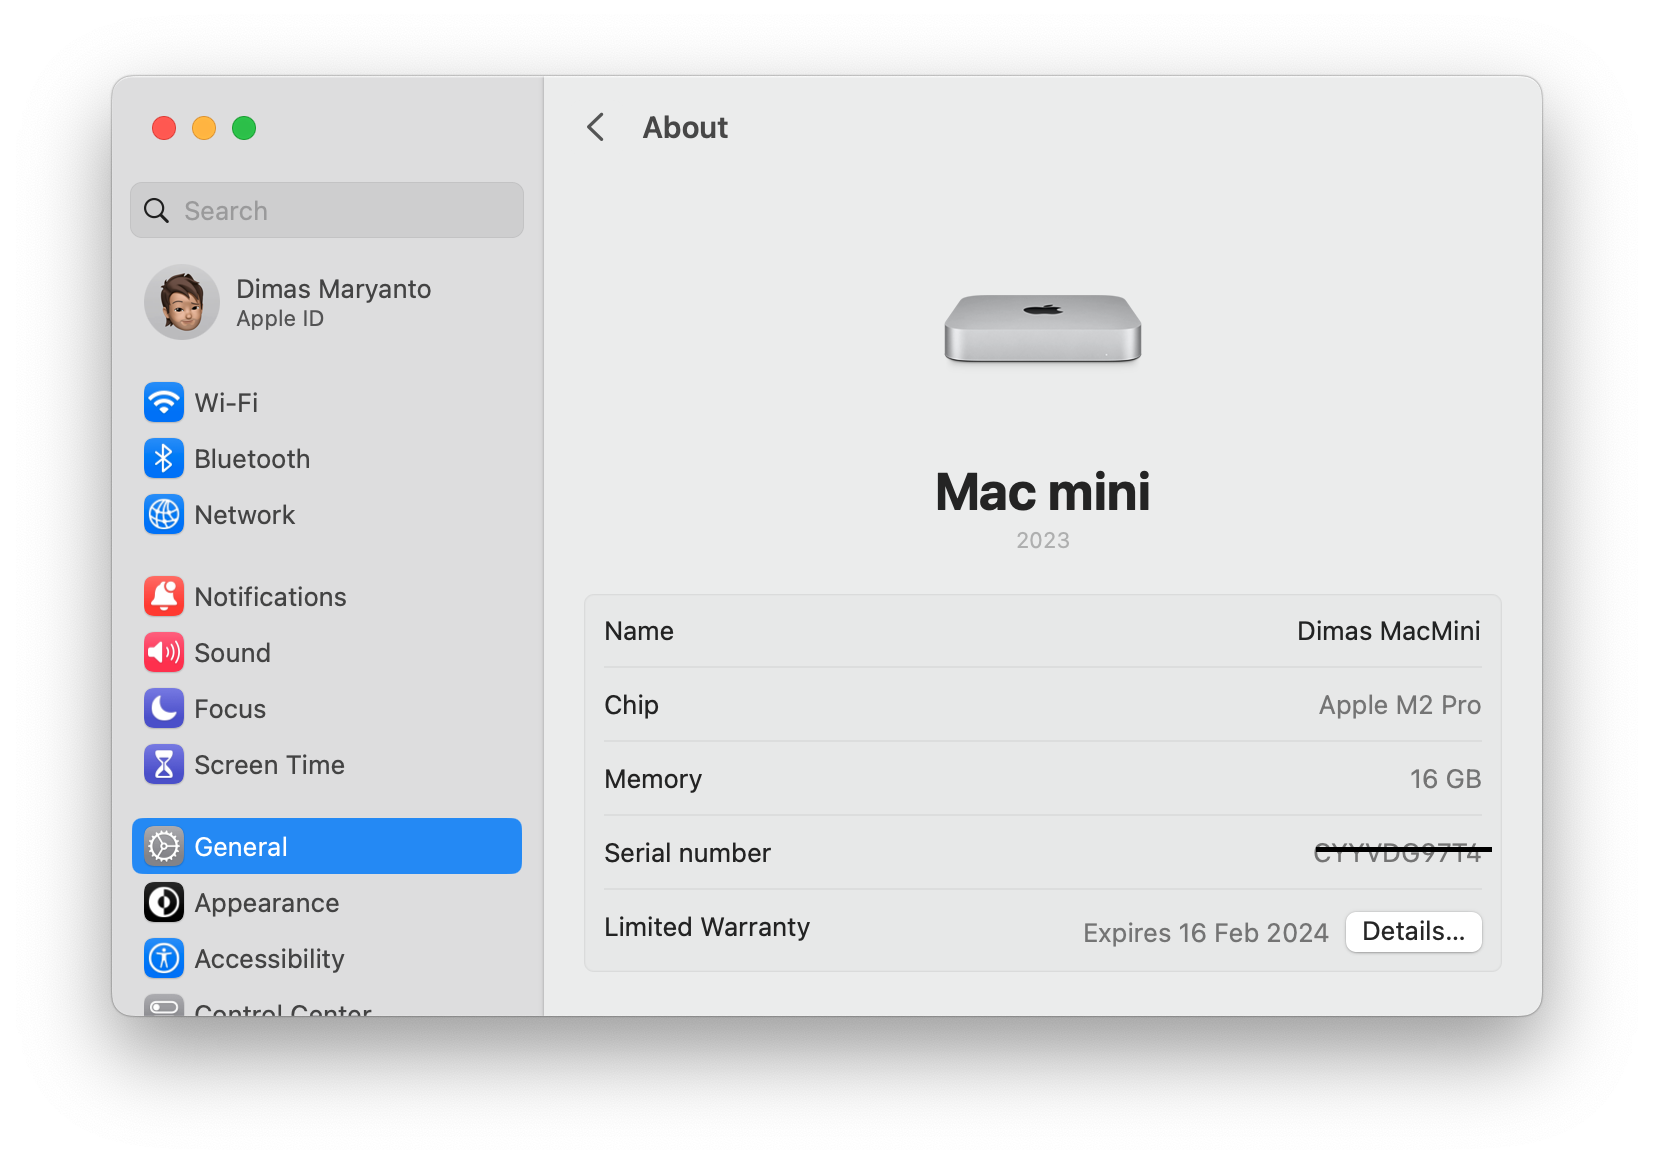 About
Search
Dimas Maryanto
Apple ID
Wi-Fi
Bluetooth
Network
Notifications
Sound
Focus
Screen Time
General
Appearance
Accessibility
Control Center
Mac mini
2023
Name Dimas MacMini
Chip Apple M2 Pro
Memory 16 GB
Serial number
Limited Warranty Expires 16 Feb 2024 Details...